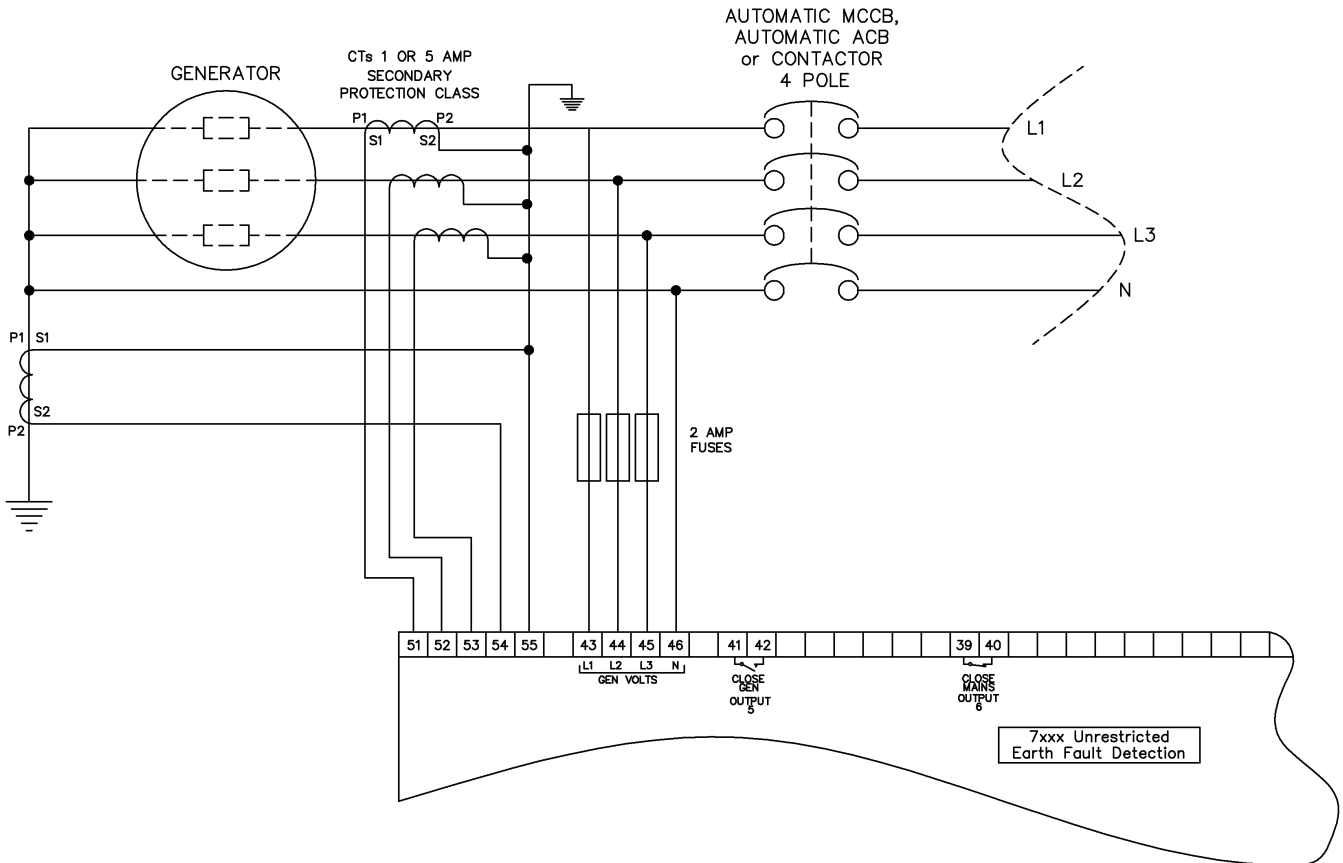 AUTOMATIC MCCB,
AUTOMATIC ACB
or CONTACTOR
4 POLE
CTs 1 OR 5 AMP
SECONDARY
PROTECTION CLASS
GENERATOR
P1 P2
S1 S2
L1
L2
L3
N
P1 S1
S2
P2
2 AMP
FUSES
51 52 53 54 55 43 44 45 46 41 42 39 40
L1 L2 L3 N
GEN VOLTS
CLOSE
GEN
OUTPUT
5
CLOSE
MAINS
OUTPUT
6
7xxx Unrestricted
Earth Fault Detection